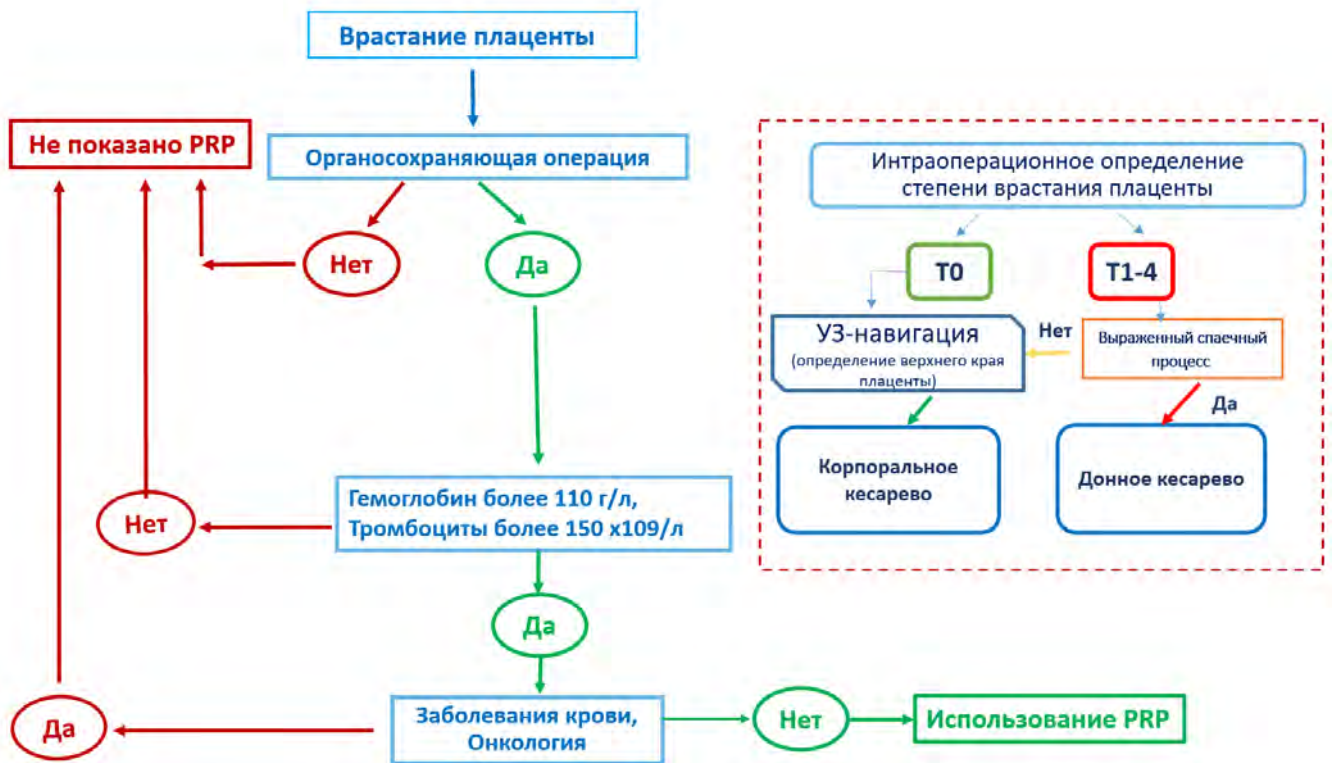 Врастание плаценты
Не показано PRP
Органосохраняющая операция
Нет
Да
Гемоглобин более 110 г/л,
Тромбоциты более 150 х109/л
Нет
Да
Заболевания крови,
Онкология
Да
Нет
Использование PRP
Интраоперационное определение
степени врастания плаценты
T0
T1-4
УЗ-навигация
(определение верхнего края
плаценты)
Нет
Выраженный спаечный
процесс
Да
Корпоральное
кесарево
Донное кесарево